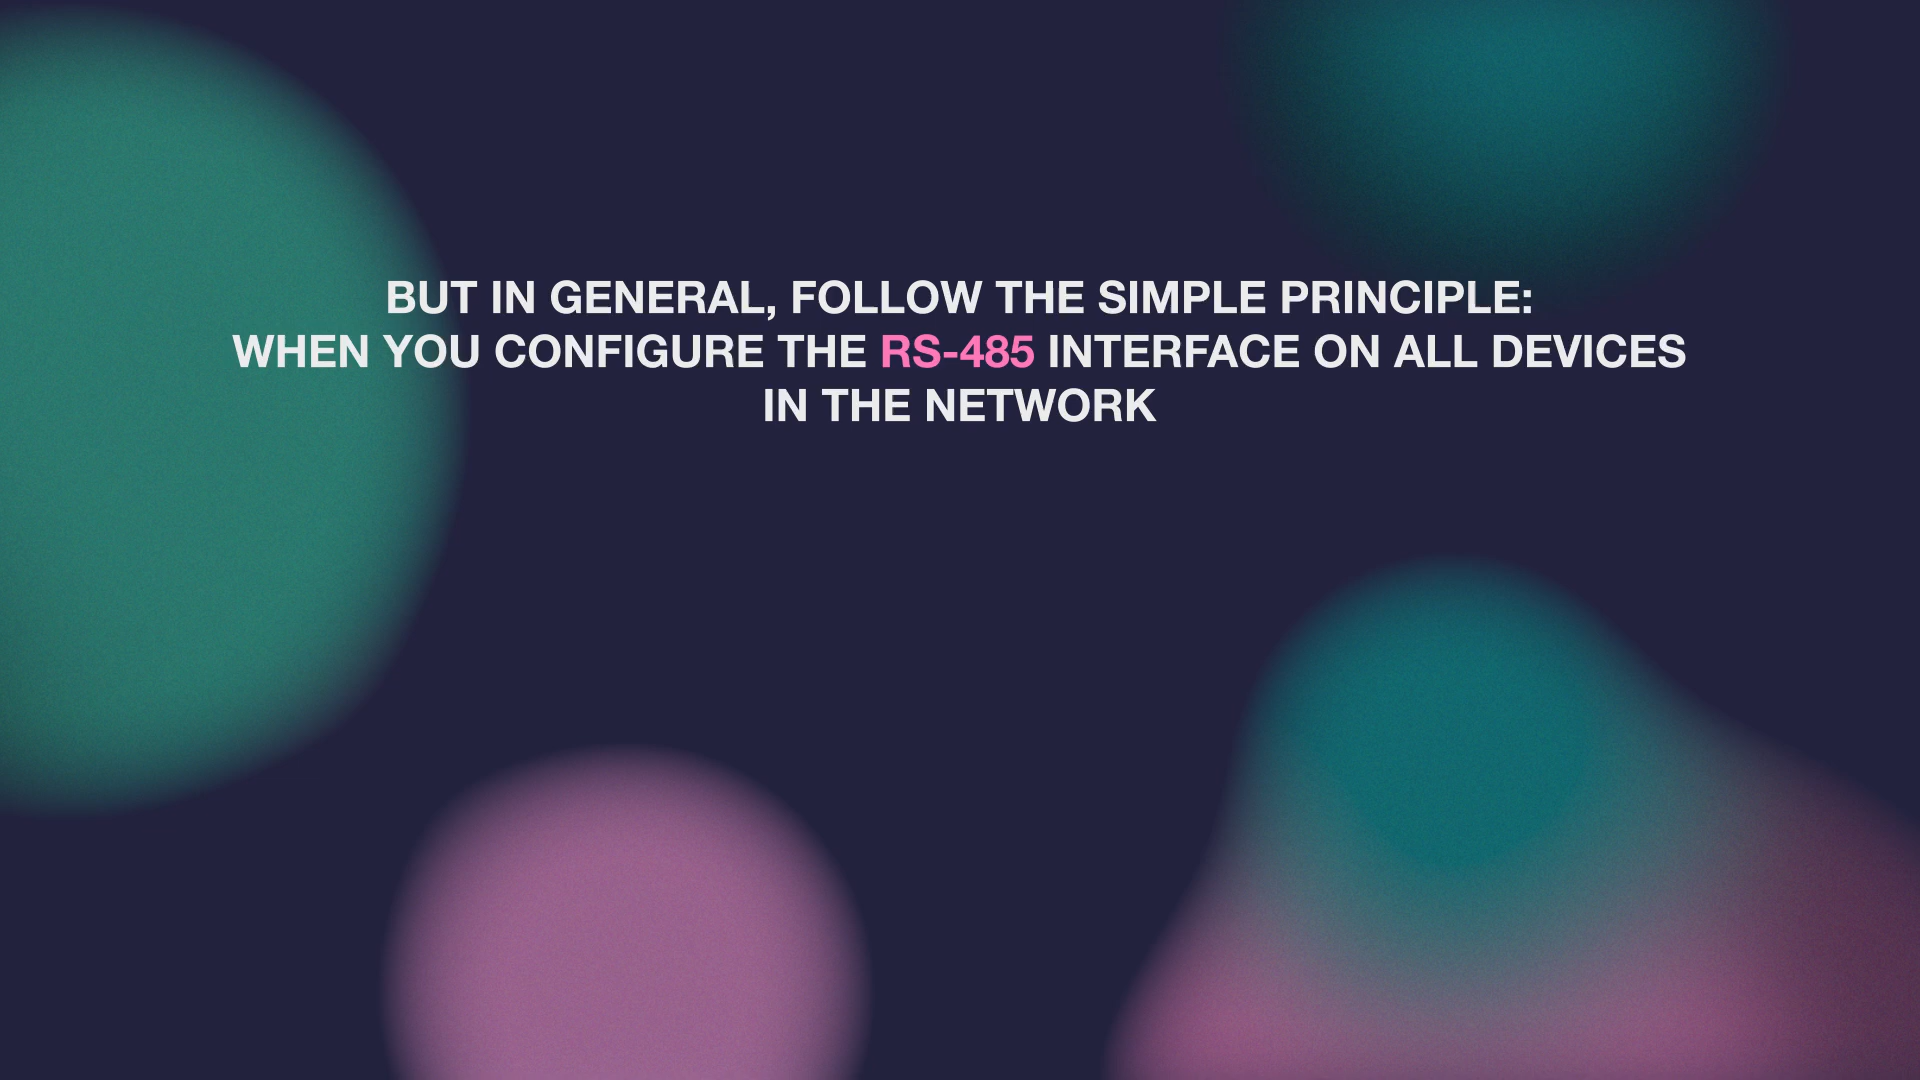 BUT IN GENERAL, FOLLOW THE SIMPLE PRINCIPLE:
WHEN YOU CONFIGURE THE RS-485 INTERFACE ON ALL DEVICES
IN THE NETWORK